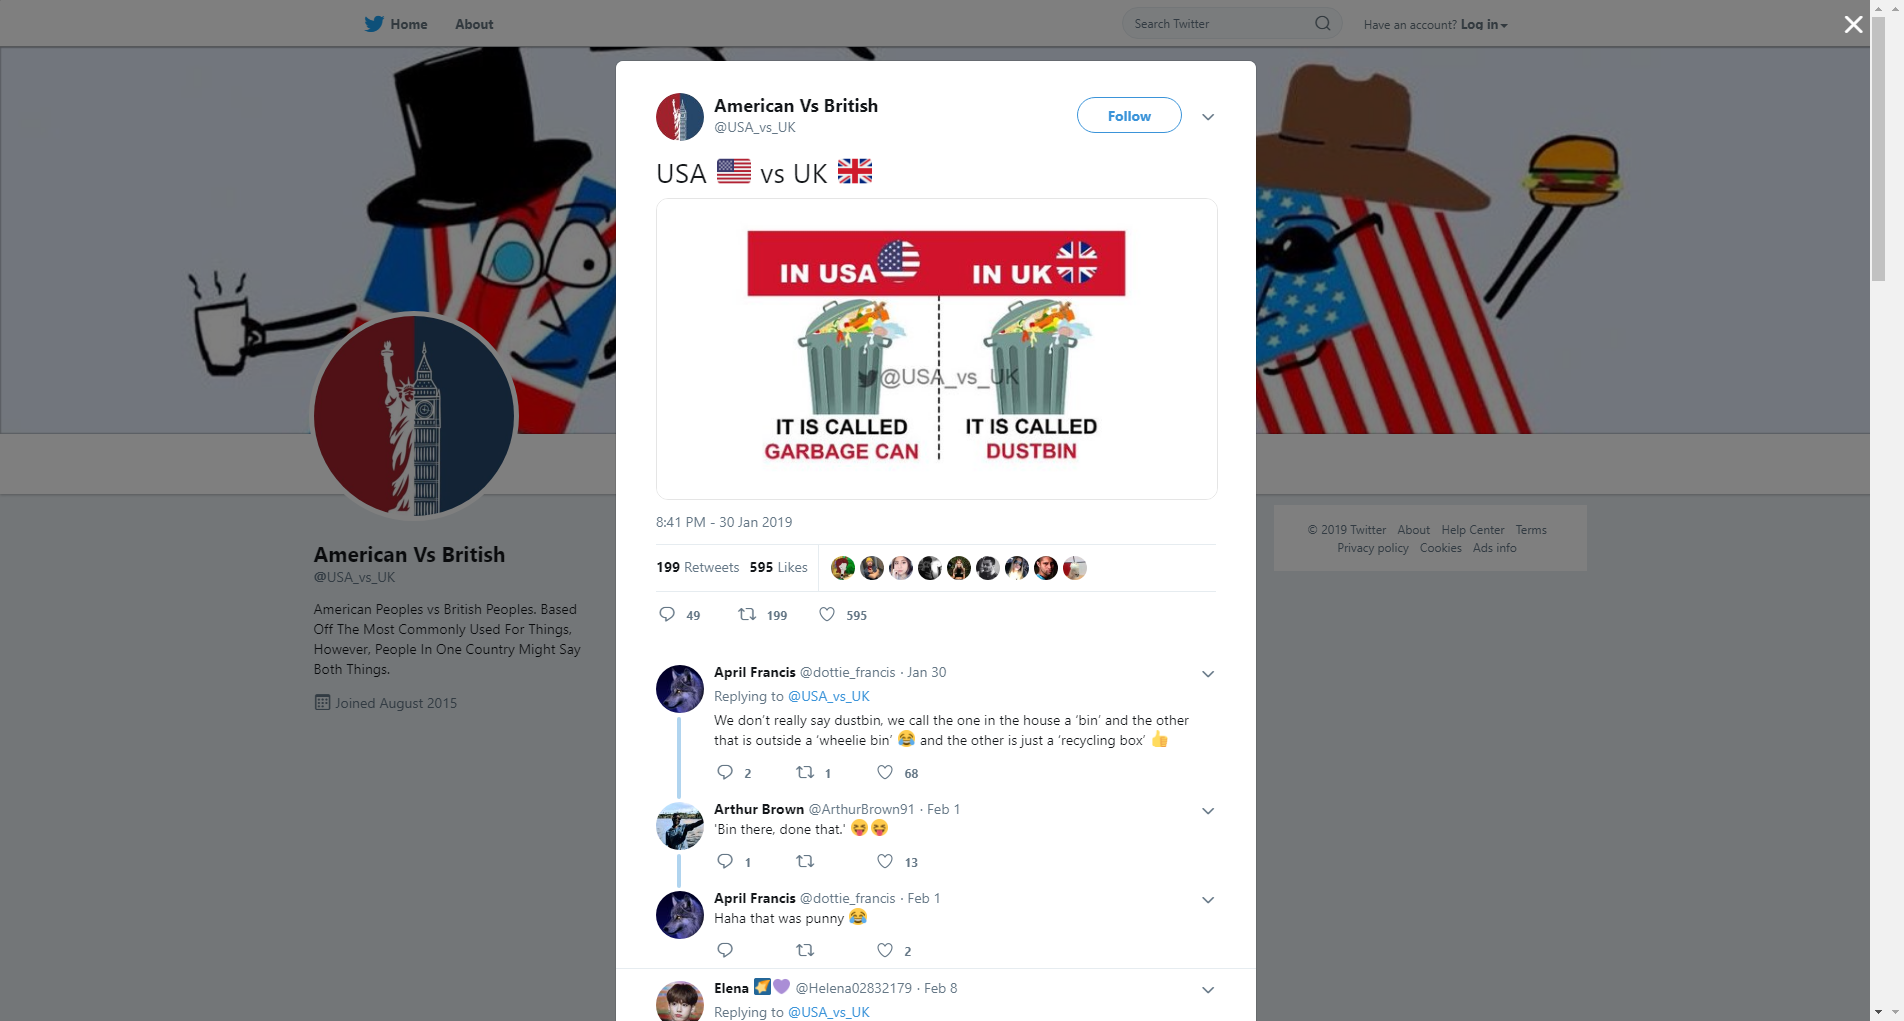 Home About Search Twitter Have an account? Log in
American Vs British
@USA_vs_UK
Follow
USA 🇺🇸 vs UK 🇬🇧
IN USA IN UK
@USA_vs_UK
IT IS CALLED IT IS CALLED
GARBAGE CAN DUSTBIN
8:41 PM - 30 Jan 2019
199 Retweets 595 Likes
49 199 595
April Francis @dottie_francis · Jan 30
Replying to @USA_vs_UK
We don't really say dustbin, we call the one in the house a ‘bin’ and the other
that is outside a ‘wheelie bin’ 😂 and the other is just a ‘recycling box’ 👍
2 1 68
Arthur Brown @ArthurBrown91 · Feb 1
'Bin there, done that.' 😝😝
1 13
April Francis @dottie_francis · Feb 1
Haha that was punny 😂
2
Elena 🌠💜 @Helena02832179 · Feb 8
Replying to @USA_vs_UK
American Vs British
@USA_vs_UK
American Peoples vs British Peoples. Based
Off The Most Commonly Used For Things,
However, People In One Country Might Say
Both Things.
Joined August 2015
© 2019 Twitter About Help Center Terms
Privacy policy Cookies Ads info